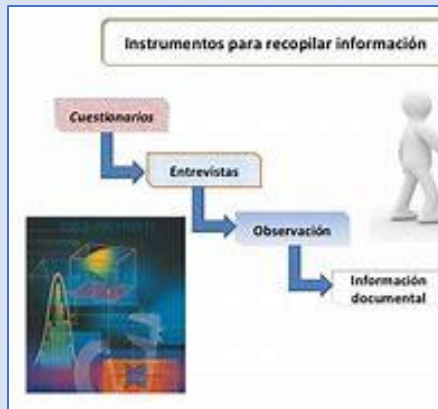 Instrumentos para recopilar información
Cuestionarios
Entrevistas
Observación
Información
documental